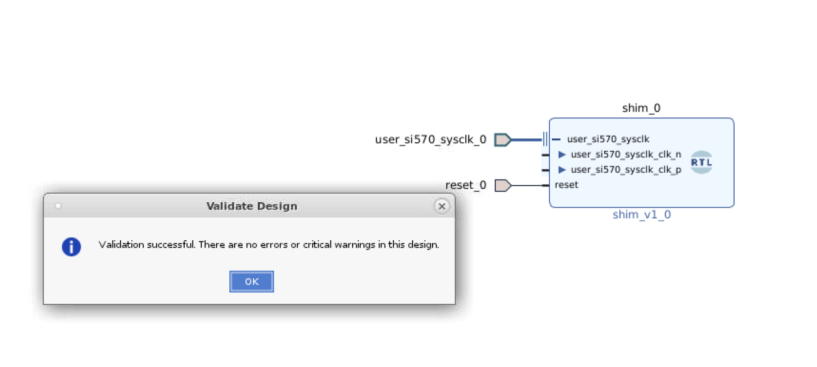 shim_0
user_si570_sysclk_0
user_si570_sysclk
user_si570_sysclk_clk_n
user_si570_sysclk_clk_p
RTL
reset_0
reset
shim_v1_0
Validate Design
Validation successful. There are no errors or critical warnings in this design.
OK